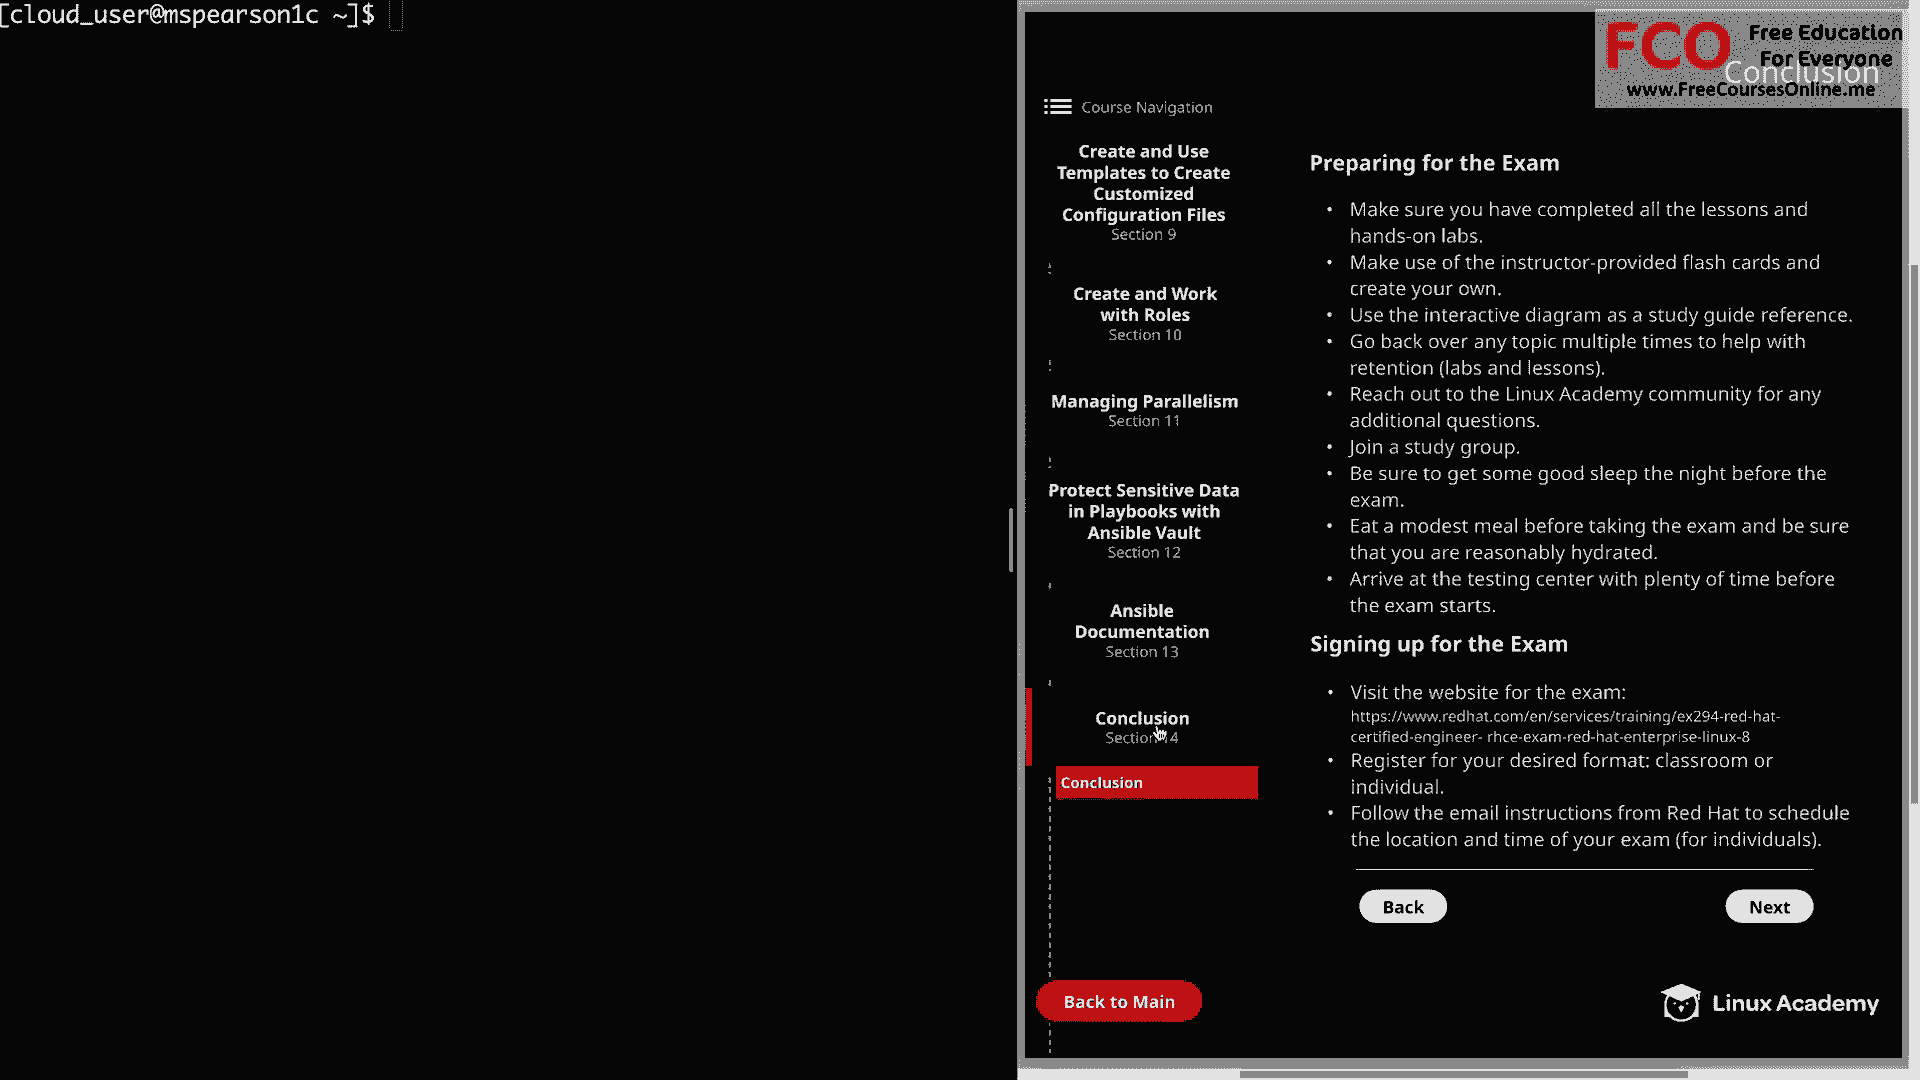 [cloud_user@mspearson1c ~]$
FCO
Free Education
For Everyone
Conclusion
www.FreeCoursesOnline.me
Course Navigation
Create and Use
Templates to Create
Customized
Configuration Files
Section 9
Create and Work
with Roles
Section 10
Managing Parallelism
Section 11
Protect Sensitive Data
in Playbooks with
Ansible Vault
Section 12
Ansible
Documentation
Section 13
Conclusion
Section 14
Conclusion
Back to Main
Preparing for the Exam
• Make sure you have completed all the lessons and
hands-on labs.
• Make use of the instructor-provided flash cards and
create your own.
• Use the interactive diagram as a study guide reference.
• Go back over any topic multiple times to help with
retention (labs and lessons).
• Reach out to the Linux Academy community for any
additional questions.
• Join a study group.
• Be sure to get some good sleep the night before the
exam.
• Eat a modest meal before taking the exam and be sure
that you are reasonably hydrated.
• Arrive at the testing center with plenty of time before
the exam starts.
Signing up for the Exam
• Visit the website for the exam:
https://www.redhat.com/en/services/training/ex294-red-hat-
certified-engineer- rhce-exam-red-hat-enterprise-linux-8
• Register for your desired format: classroom or
individual.
• Follow the email instructions from Red Hat to schedule
the location and time of your exam (for individuals).
Back
Next
Linux Academy